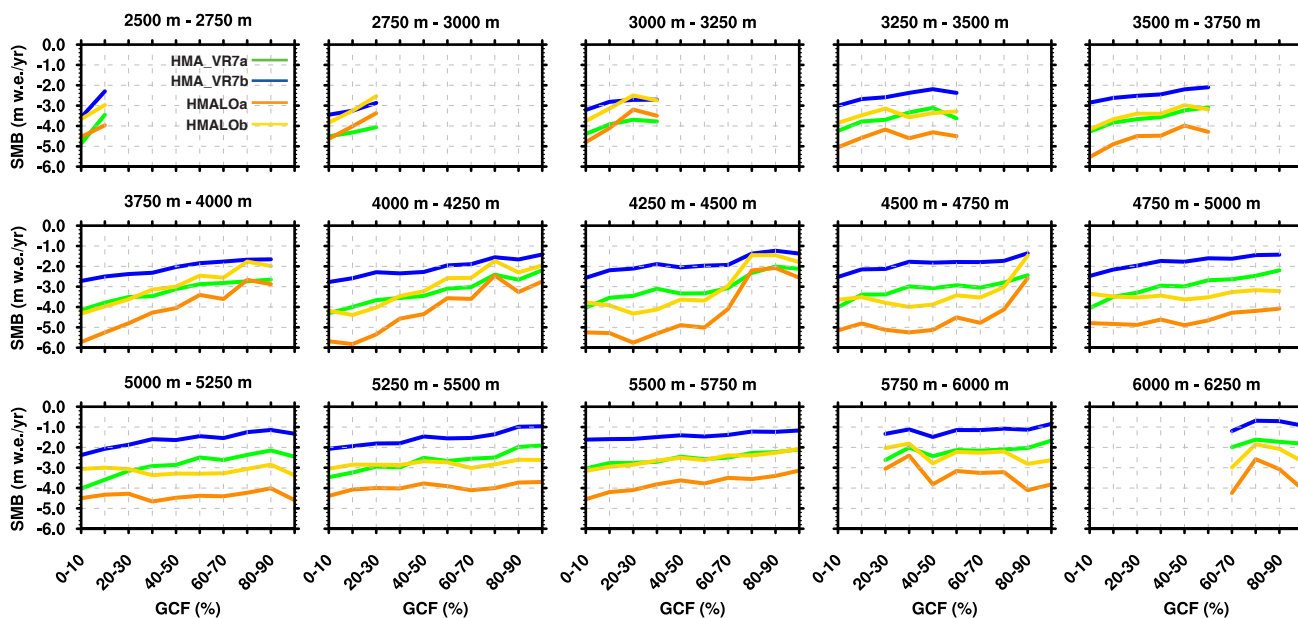 2500 m - 2750 m
2750 m - 3000 m
3000 m - 3250 m
3250 m - 3500 m
3500 m - 3750 m
SMB (m w.e./yr)
0.0
-1.0
-2.0
-3.0
-4.0
-5.0
-6.0
HMA_VR7a
HMA_VR7b
HMALOa
HMALOb
3750 m - 4000 m
4000 m - 4250 m
4250 m - 4500 m
4500 m - 4750 m
4750 m - 5000 m
SMB (m w.e./yr)
0.0
-1.0
-2.0
-3.0
-4.0
-5.0
-6.0
5000 m - 5250 m
5250 m - 5500 m
5500 m - 5750 m
5750 m - 6000 m
6000 m - 6250 m
SMB (m w.e./yr)
0.0
-1.0
-2.0
-3.0
-4.0
-5.0
-6.0
0-10 20-30 40-50 60-70 80-90
0-10 20-30 40-50 60-70 80-90
0-10 20-30 40-50 60-70 80-90
0-10 20-30 40-50 60-70 80-90
0-10 20-30 40-50 60-70 80-90
GCF (%)
GCF (%)
GCF (%)
GCF (%)
GCF (%)